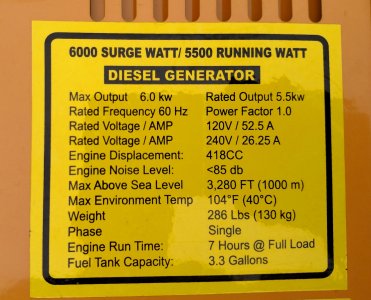 6000 SURGE WATT/ 5500 RUNNING WATT
DIESEL GENERATOR
Max Output 6.0 kw Rated Output 5.5kw
Rated Frequency 60 Hz Power Factor 1.0
Rated Voltage / AMP 120V / 52.5 A
Rated Voltage / AMP 240V / 26.25 A
Engine Displacement: 418CC
Engine Noise Level: <85 db
Max Above Sea Level 3,280 FT (1000 m)
Max Environment Temp 104°F (40°C)
Weight 286 Lbs (130 kg)
Phase Single
Engine Run Time: 7 Hours @ Full Load
Fuel Tank Capacity: 3.3 Gallons